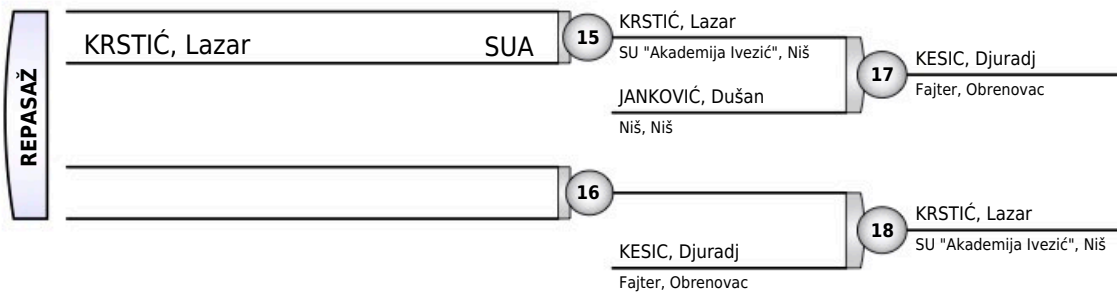 REPASAŽ
KRSTIĆ, Lazar SUA
15
KRSTIĆ, Lazar
SU "Akademija Ivezić", Niš
JANKOVIĆ, Dušan
Niš, Niš
17
KESIC, Djuradj
Fajter, Obrenovac
16
KESIC, Djuradj
Fajter, Obrenovac
18
KRSTIĆ, Lazar
SU "Akademija Ivezić", Niš